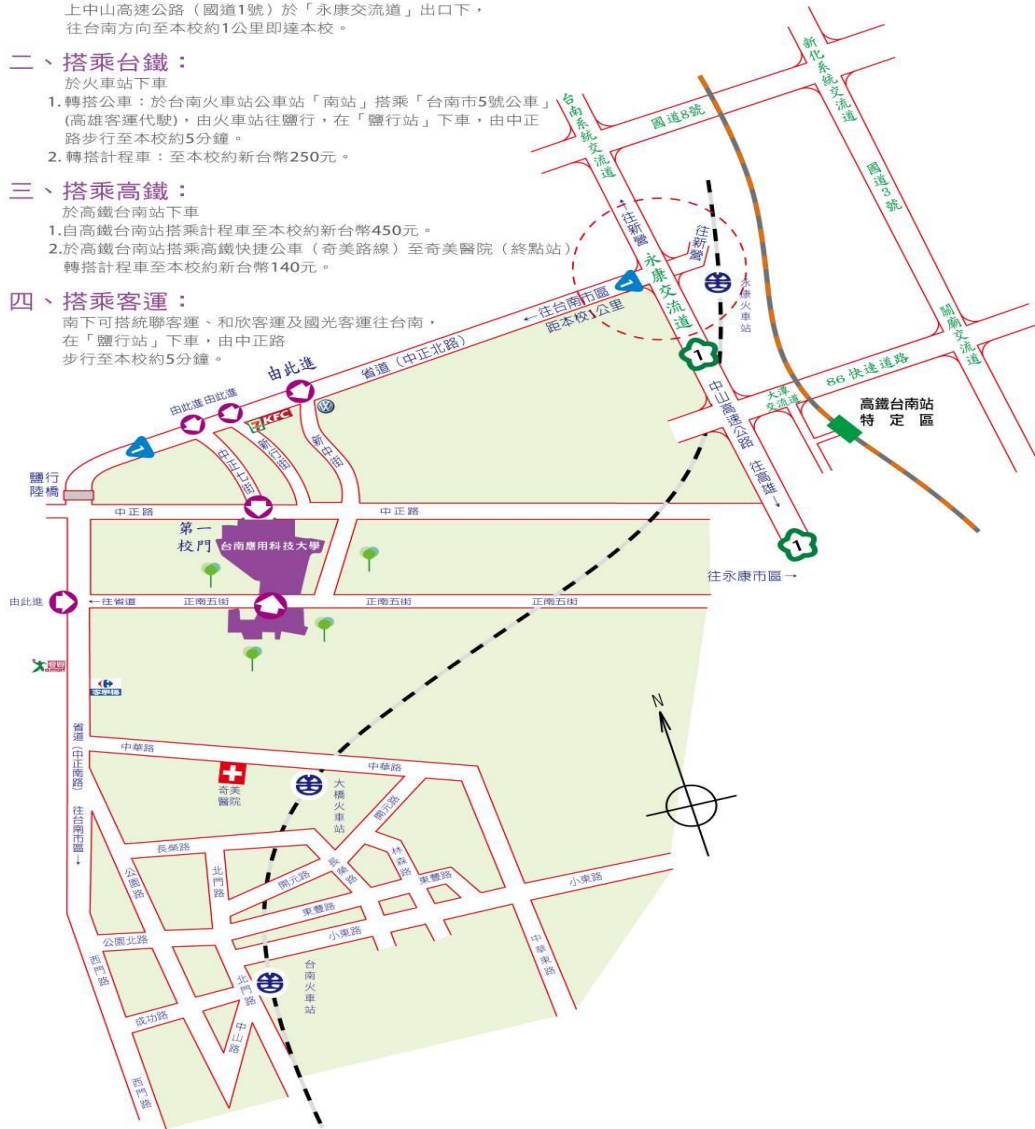 上中山高速公路（國道1號）於「永康交流道」出口下，
往台南方向至本校約1公里即達本校。
二、搭乘台鐵：
於火車站下車
1. 轉搭公車：於台南火車站公車站「南站」搭乘「台南市5號公車」
(高雄客運代駛)，由火車站往鹽行，在「鹽行站」下車，由中正
路步行至本校約5分鐘。
2. 轉搭計程車：至本校約新台幣250元。
三、搭乘高鐵：
於高鐵台南站下車
1.自高鐵台南站搭乘計程車至本校約新台幣450元。
2.於高鐵台南站搭乘高鐵快捷公車（奇美路線）至奇美醫院（終點站）
轉搭計程車至本校約新台幣140元。
四、搭乘客運：
南下可搭統聯客運、和欣客運及國光客運往台南，
在「鹽行站」下車，由中正路
步行至本校約5分鐘。
新化系統交流道
台南系統交流道
國道8號
國道3號
←往新營
往新營
永康交流道
永康火車站
1
←往台南市區
距本校1公里
省道（中正北路）
1
關廟交流道
86 快速道路
大潭
交流道
中山高速公路 往高雄→
高鐵台南站
特定區
1
由此進
由此進
由此進
KFC
1
中正七街
新行街
新中街
鹽行
陸橋
中正路
中正路
第一
校門
台南應用科技大學
往永康市區→
由此進
←往省道
正南五街
正南五街
正南五街
家樂福
N
省道（中正南路） 往台南市區→
中華路
中華路
奇美
醫院
大橋火車站
開元路
長榮路
公園路
北門路
開元路
長榮路
林森路
東豐路
東豐路
小東路
小東路
公園北路
西門路
中華東路
北門路
台南火車站
成功路
中山路
西門路